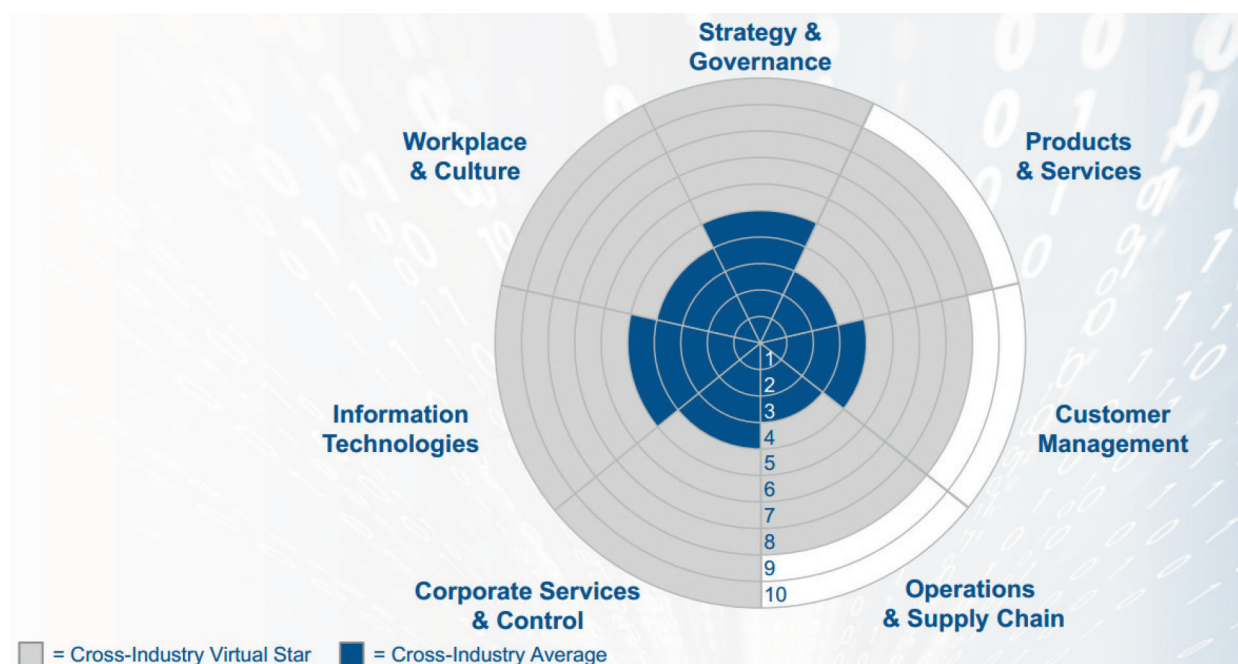 Strategy &
Governance
Workplace
& Culture
Products
& Services
Information
Technologies
Customer
Management
Corporate Services
& Control
Operations
& Supply Chain
1
2
3
4
5
6
7
8
9
10
= Cross-Industry Virtual Star
= Cross-Industry Average